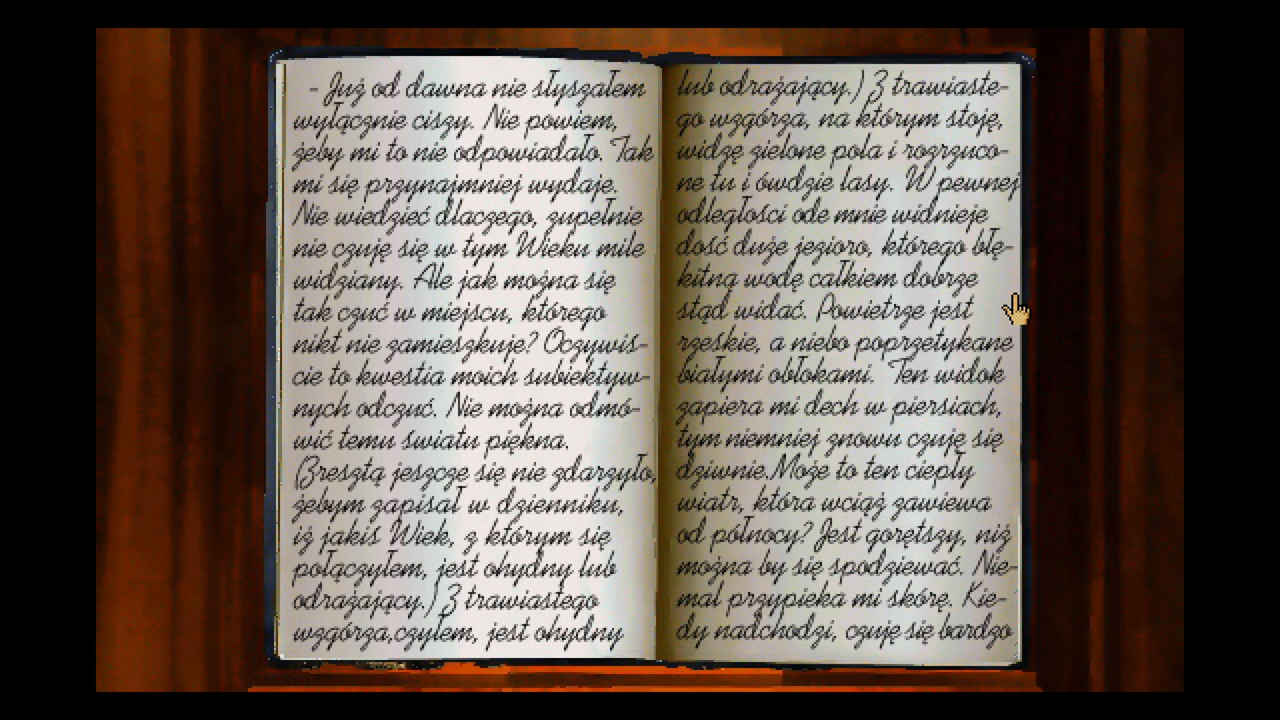 - Już od dawna nie słyszałem
wyłącznie ciszy. Nie powiem,
żeby mi to nie odpowiadało. Tak
mi się przynajmniej wydaje.
Nie wiedzieć dlaczego, zupełnie
nie czuję się w tym Wieku mile
widziany. Ale jak można się
tak czuć w miejscu, którego
nikt nie zamieszkuje? Oczywiś-
cie to kwestia moich subiektyw-
nych odczuć. Nie można odmó-
wić temu światu piękna.
(Zresztą jeszcze się nie zdarzyło,
żebym zapisał w dzienniku,
iż jakiś Wiek, z którym się
połączyłem, jest ohydny lub
odrażający.) Z trawiastego
wzgórza,czyłem, jest ohydny
lub odrażający.) Z trawiaste-
go wzgórza, na którym stoję,
widzę zielone pola i rozrzuco-
ne tu i ówdzie lasy. W pewnej
odległości ode mnie widnieje
dość duże jezioro, którego błę-
kitną wodę całkiem dobrze
stąd widać. Powietrze jest
rześkie, a niebo poprzetykane
białymi obłokami. Ten widok
zapiera mi dech w piersiach,
tym niemniej znowu czuję się
dziwnie.Może to ten ciepły
wiatr, która wciąż zawiewa
od północy? Jest gorętszy, niż
można by się spodziewać. Nie-
mal przypieka mi skórę. Kie-
dy nadchodzi, czuję się bardzo